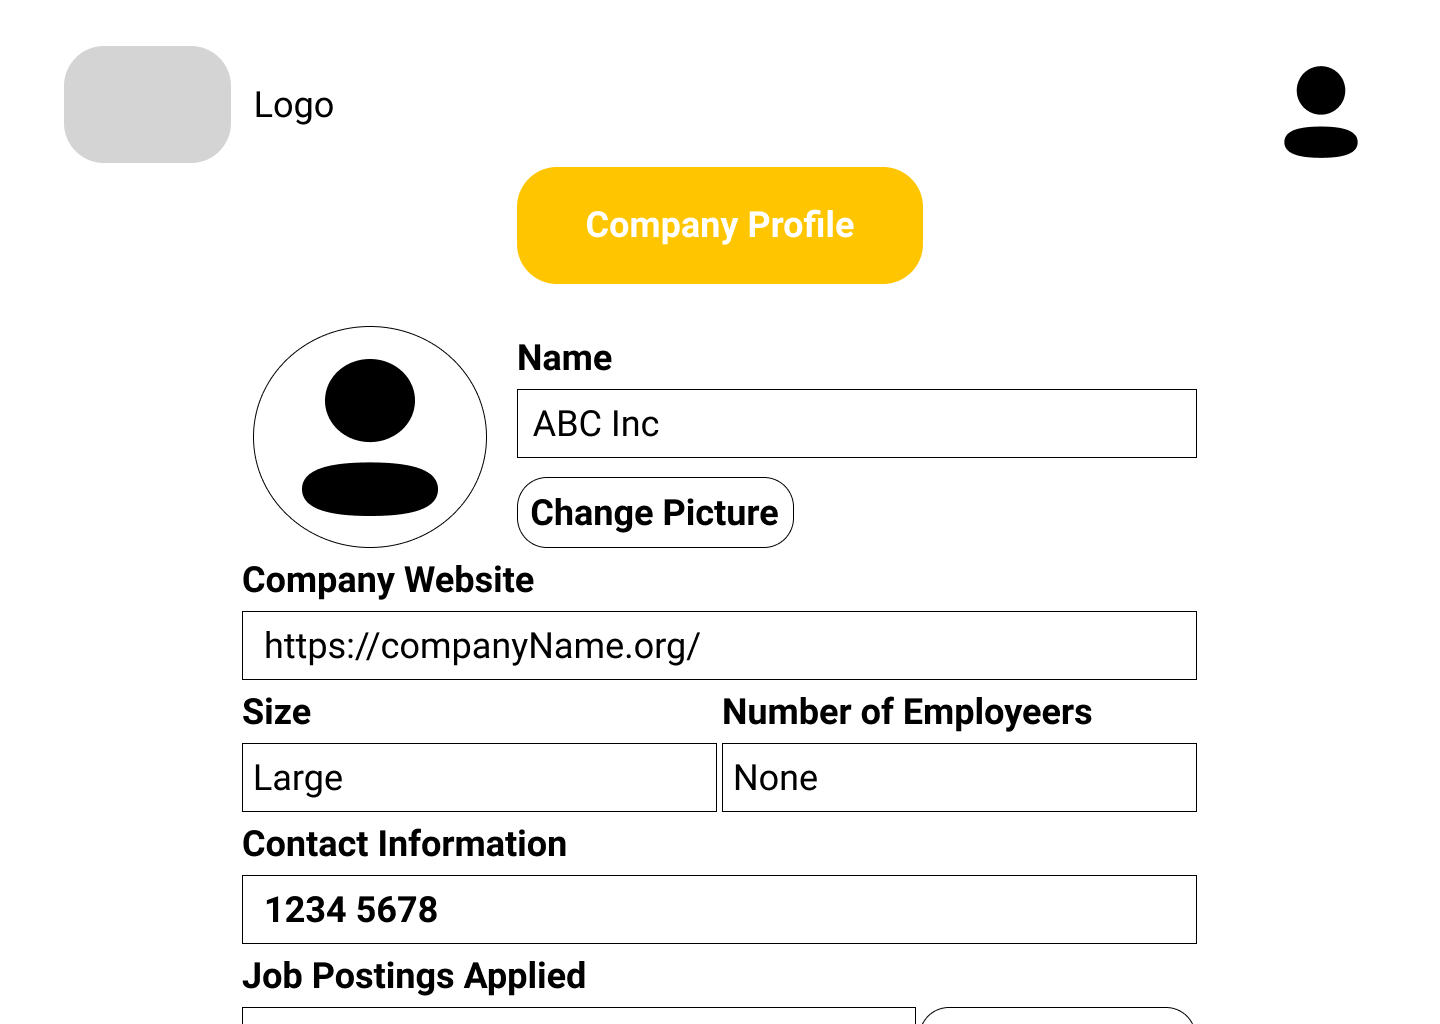 Logo
Company Profile
Name
ABC Inc
Change Picture
Company Website
https://companyName.org/
Size
Number of Employeers
Large
None
Contact Information
1234 5678
Job Postings Applied